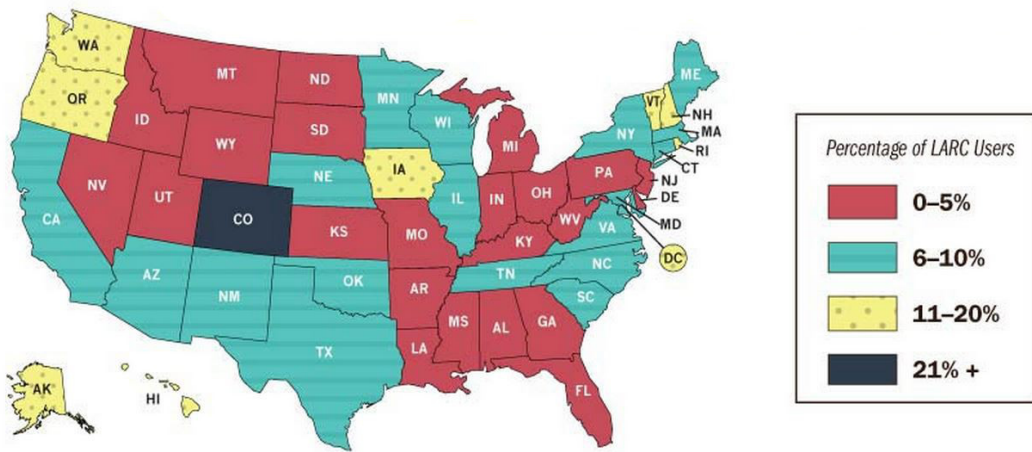 WA
OR
CA
NV
ID
MT
WY
UT
AZ
CO
NM
ND
SD
NE
KS
OK
TX
MN
IA
MO
AR
LA
WI
IL
MI
IN
OH
KY
TN
MS
AL
GA
FL
SC
NC
VA
WV
PA
NY
VT
ME
NH
MA
RI
CT
NJ
DE
MD
DC
AK
HI
Percentage of LARC Users
0–5%
6–10%
11–20%
21% +